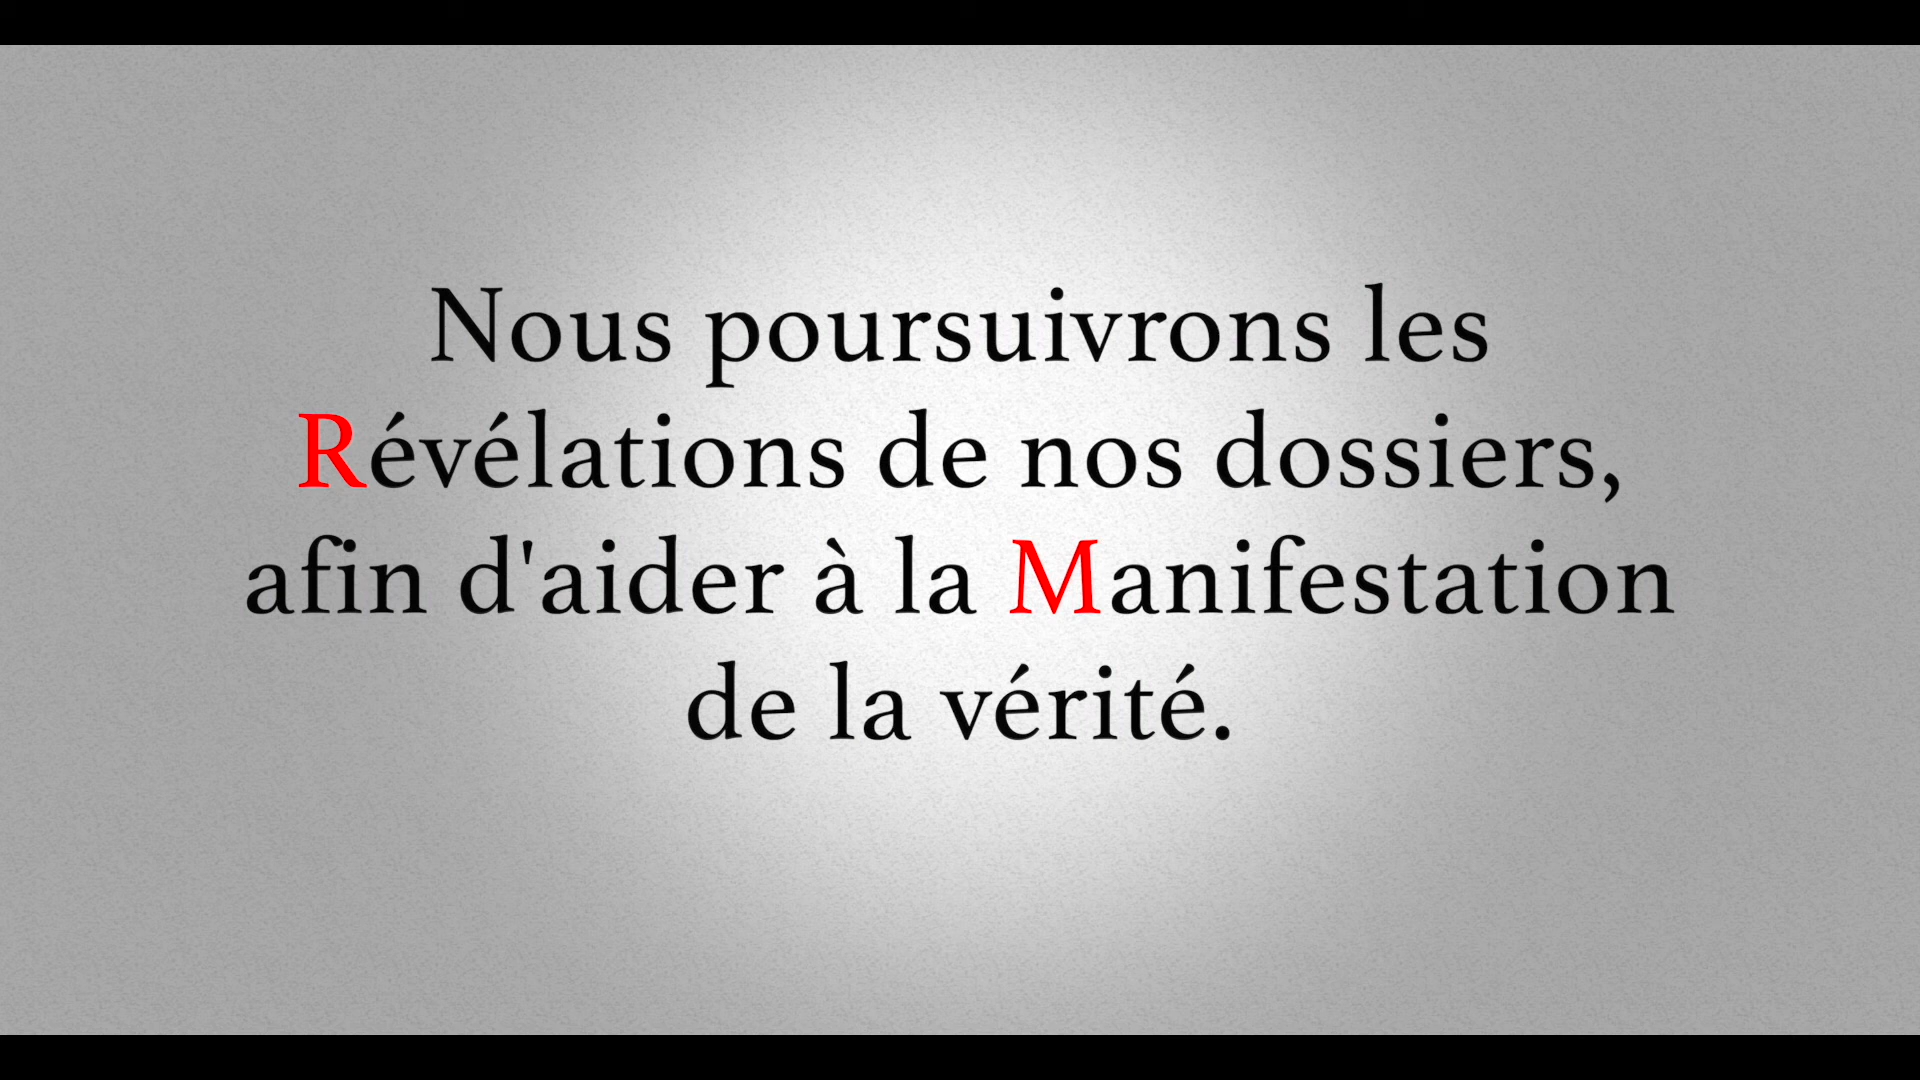 Nous poursuivrons les
Révélations de nos dossiers,
afin d'aider à la Manifestation
de la vérité.